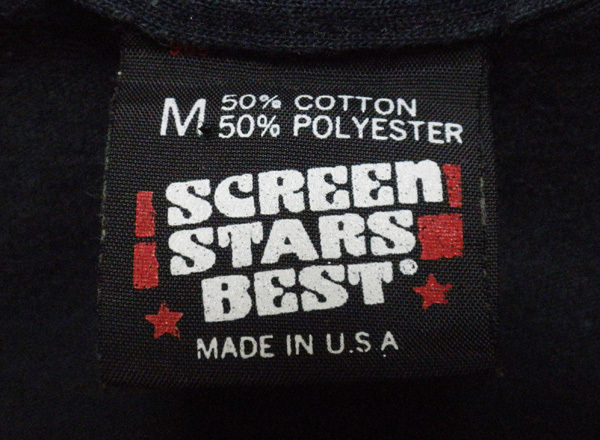 M 50% COTTON
50% POLYESTER
SCREEN
STARS
BEST®
MADE IN U.S.A